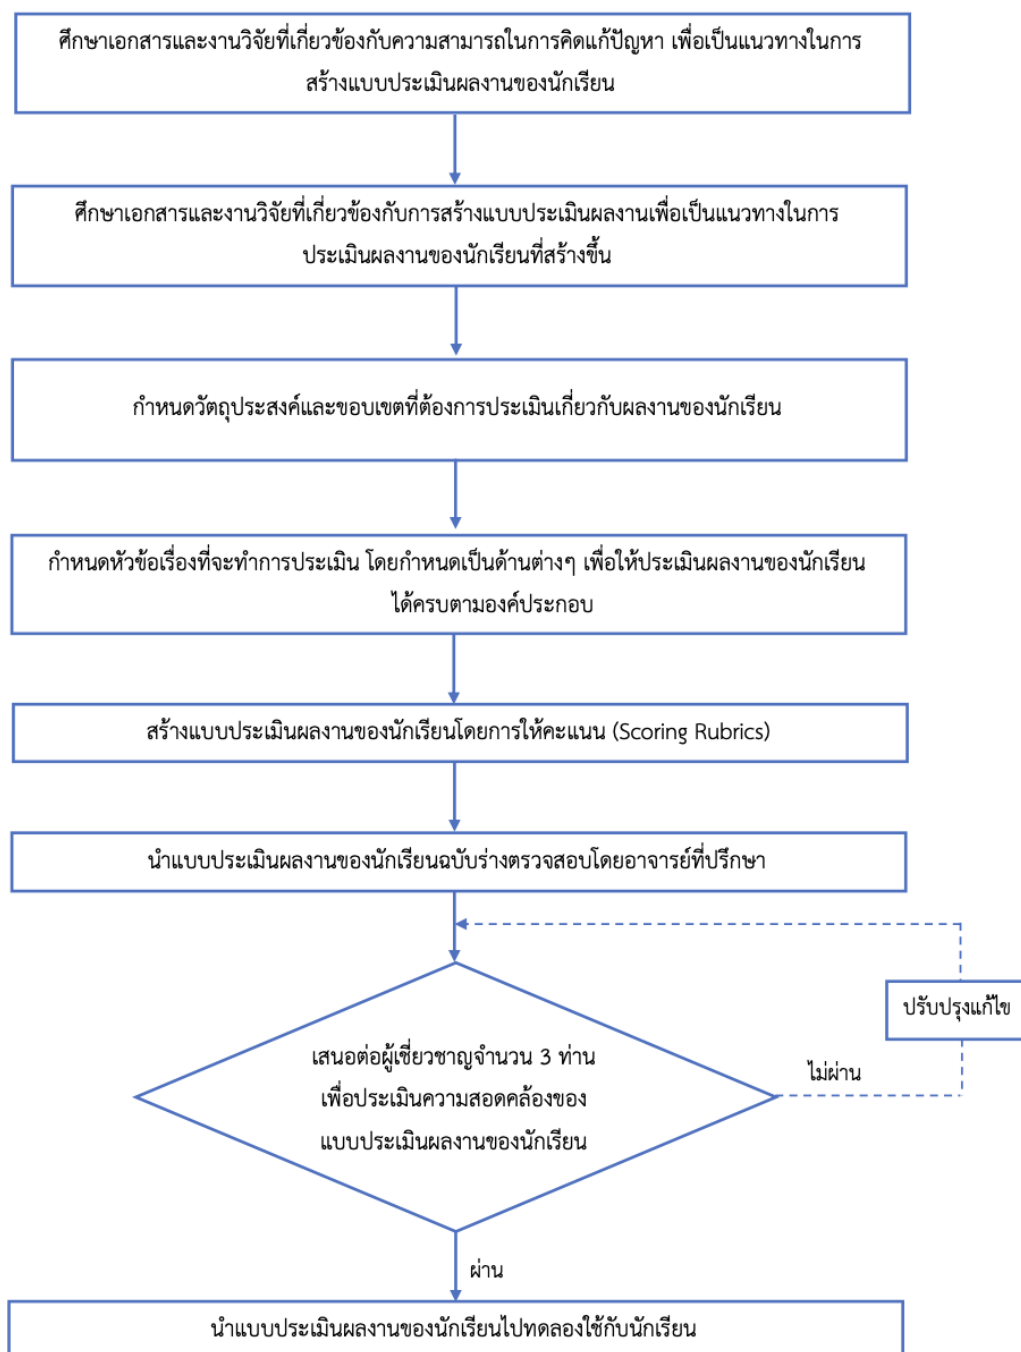 ศึกษาเอกสารและงานวิจัยที่เกี่ยวข้องกับความสามารถในการคิดแก้ปัญหา เพื่อเป็นแนวทางในการ
สร้างแบบประเมินผลงานของนักเรียน
ศึกษาเอกสารและงานวิจัยที่เกี่ยวข้องกับการสร้างแบบประเมินผลงานเพื่อเป็นแนวทางในการ
ประเมินผลงานของนักเรียนที่สร้างขึ้น
กำหนดวัตถุประสงค์และขอบเขตที่ต้องการประเมินเกี่ยวกับผลงานของนักเรียน
กำหนดหัวข้อเรื่องที่จะทำการประเมิน โดยกำหนดเป็นด้านต่างๆ เพื่อให้ประเมินผลงานของนักเรียน
ได้ครบตามองค์ประกอบ
สร้างแบบประเมินผลงานของนักเรียนโดยการให้คะแนน (Scoring Rubrics)
นำแบบประเมินผลงานของนักเรียนฉบับร่างตรวจสอบโดยอาจารย์ที่ปรึกษา
ปรับปรุงแก้ไข
เสนอต่อผู้เชี่ยวชาญจำนวน 3 ท่าน
เพื่อประเมินความสอดคล้องของ
แบบประเมินผลงานของนักเรียน
ไม่ผ่าน
ผ่าน
นำแบบประเมินผลงานของนักเรียนไปทดลองใช้กับนักเรียน